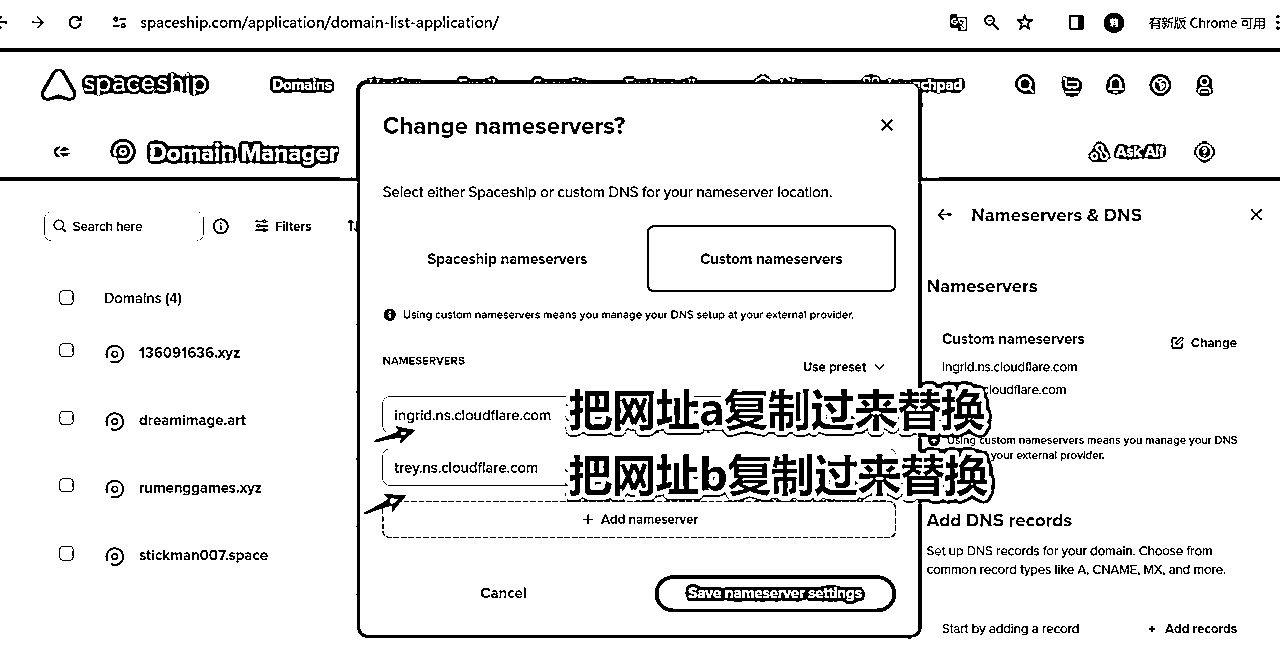 spaceship.com/application/domain-list-application/
有新版 Chrome 可用
spaceship
Domains
chpad
Domain Manager
Ask Alf
Change nameservers?
Select either Spaceship or custom DNS for your nameserver location.
Spaceship nameservers
Custom nameservers
Using custom nameservers means you manage your DNS setup at your external provider.
NAMESERVERS
Use preset
ingrid.ns.cloudflare.com
把网址a复制过来替换
trey.ns.cloudflare.com
把网址b复制过来替换
+ Add nameserver
Cancel
Save nameserver settings
Search here
Filters
Domains (4)
136091636.xyz
dreamimage.art
rumenggames.xyz
stickman007.space
Nameservers & DNS
Nameservers
Custom nameservers
Change
ingrid.ns.cloudflare.com
cloudflare.com
Using custom nameservers means you manage your DNS
your external provider.
Add DNS records
Set up DNS records for your domain. Choose from
common record types like A, CNAME, MX, and more.
Start by adding a record
+ Add records